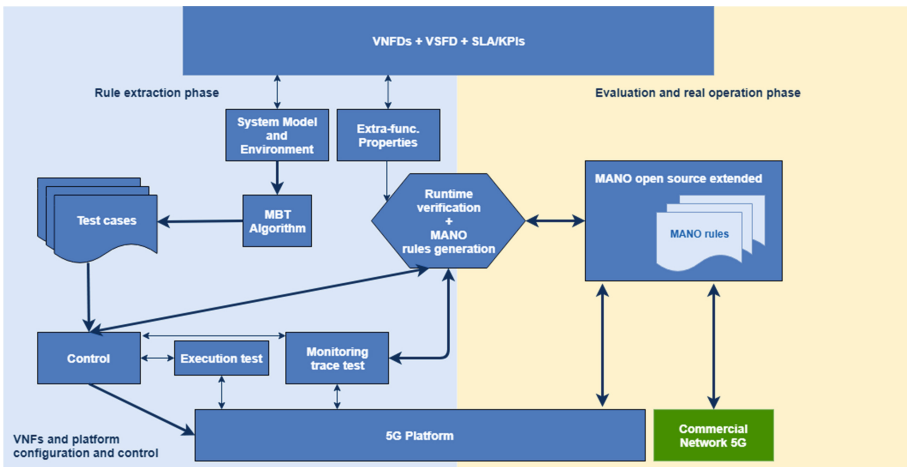 VNFDs + VSFD + SLA/KPIs
Rule extraction phase
Evaluation and real operation phase
System Model
and
Environment
Extra-func.
Properties
Runtime
verification
+
MANO
rules generation
MANO open source extended
MANO rules
Test cases
MBT
Algorithm
Control
Execution test
Monitoring
trace test
VNFs and platform
configuration and control
5G Platform
Commercial
Network 5G